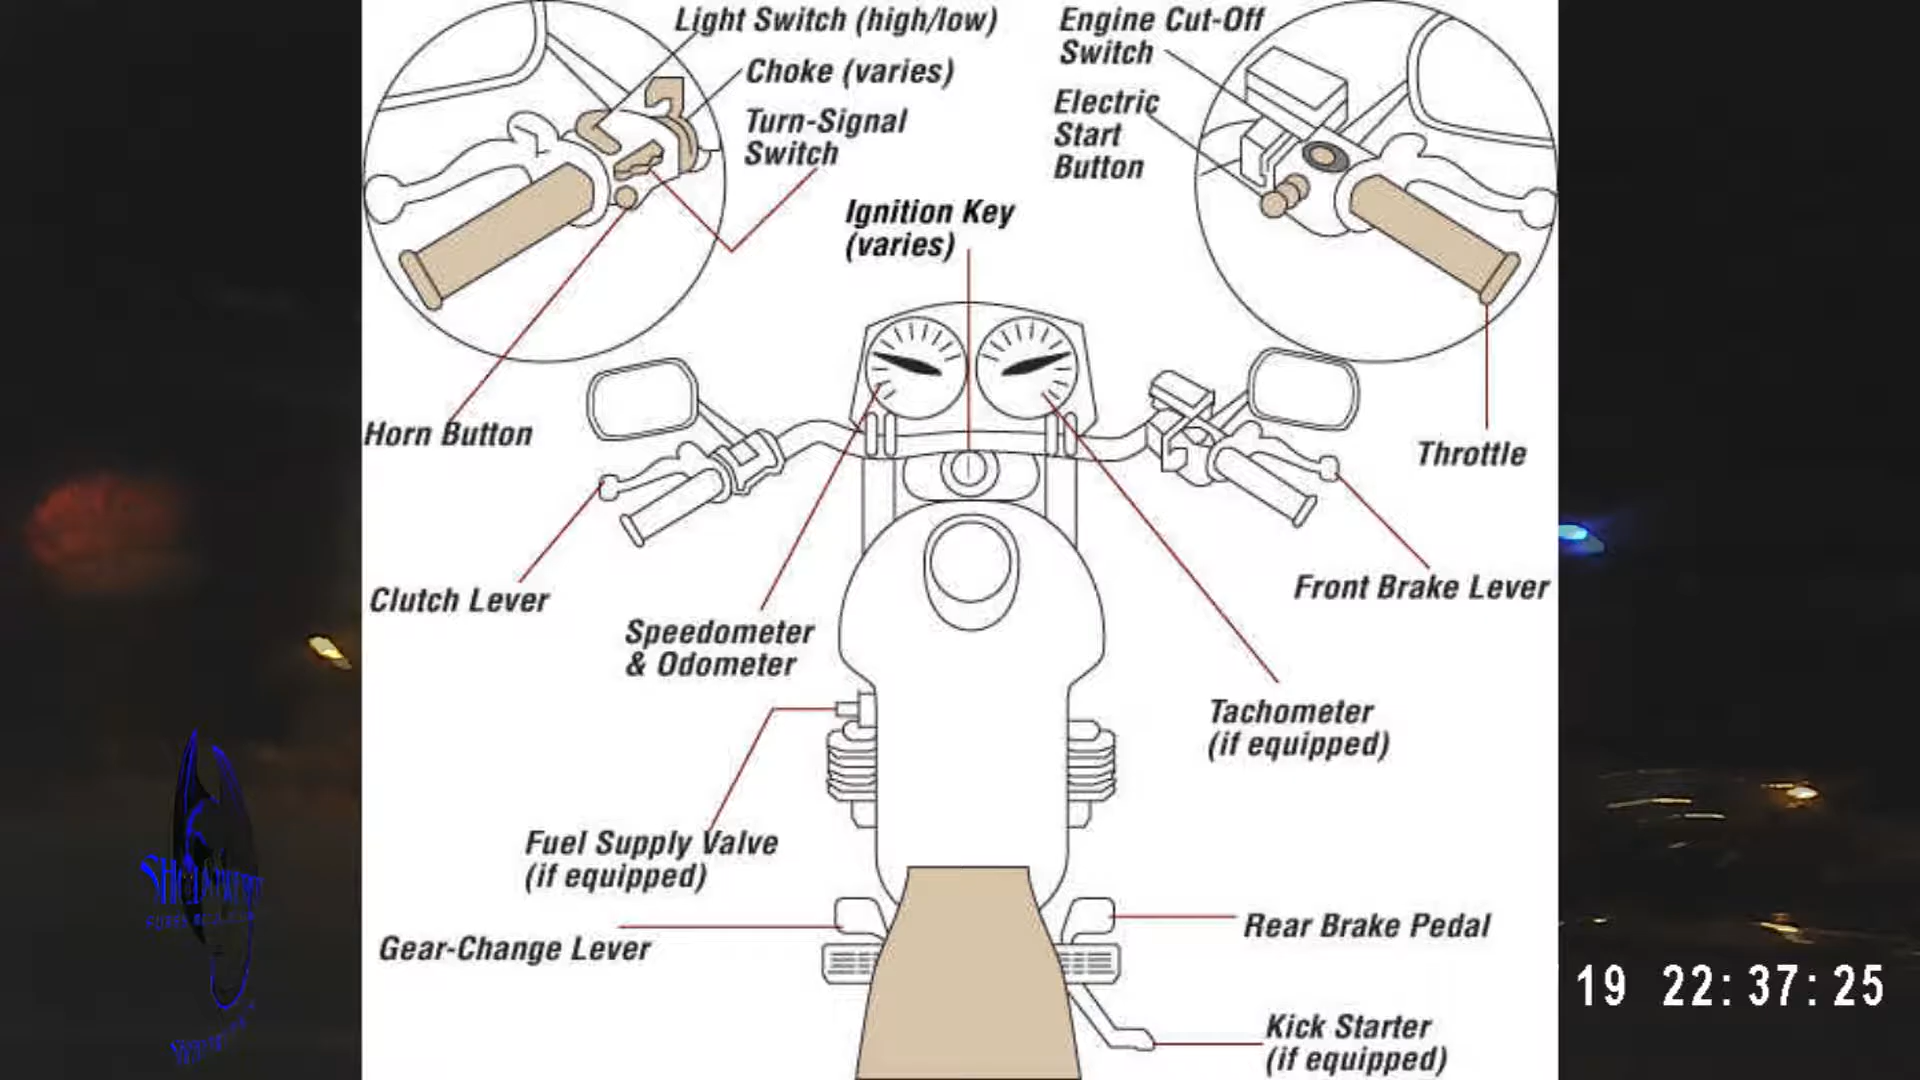 Light Switch (high/low)
Choke (varies)
Turn-Signal
Switch
Engine Cut-Off
Switch
Electric
Start
Button
Ignition Key
(varies)
Horn Button
Throttle
Clutch Lever
Front Brake Lever
Speedometer
& Odometer
Tachometer
(if equipped)
Fuel Supply Valve
(if equipped)
Gear-Change Lever
Rear Brake Pedal
Kick Starter
(if equipped)
19 22:37:25